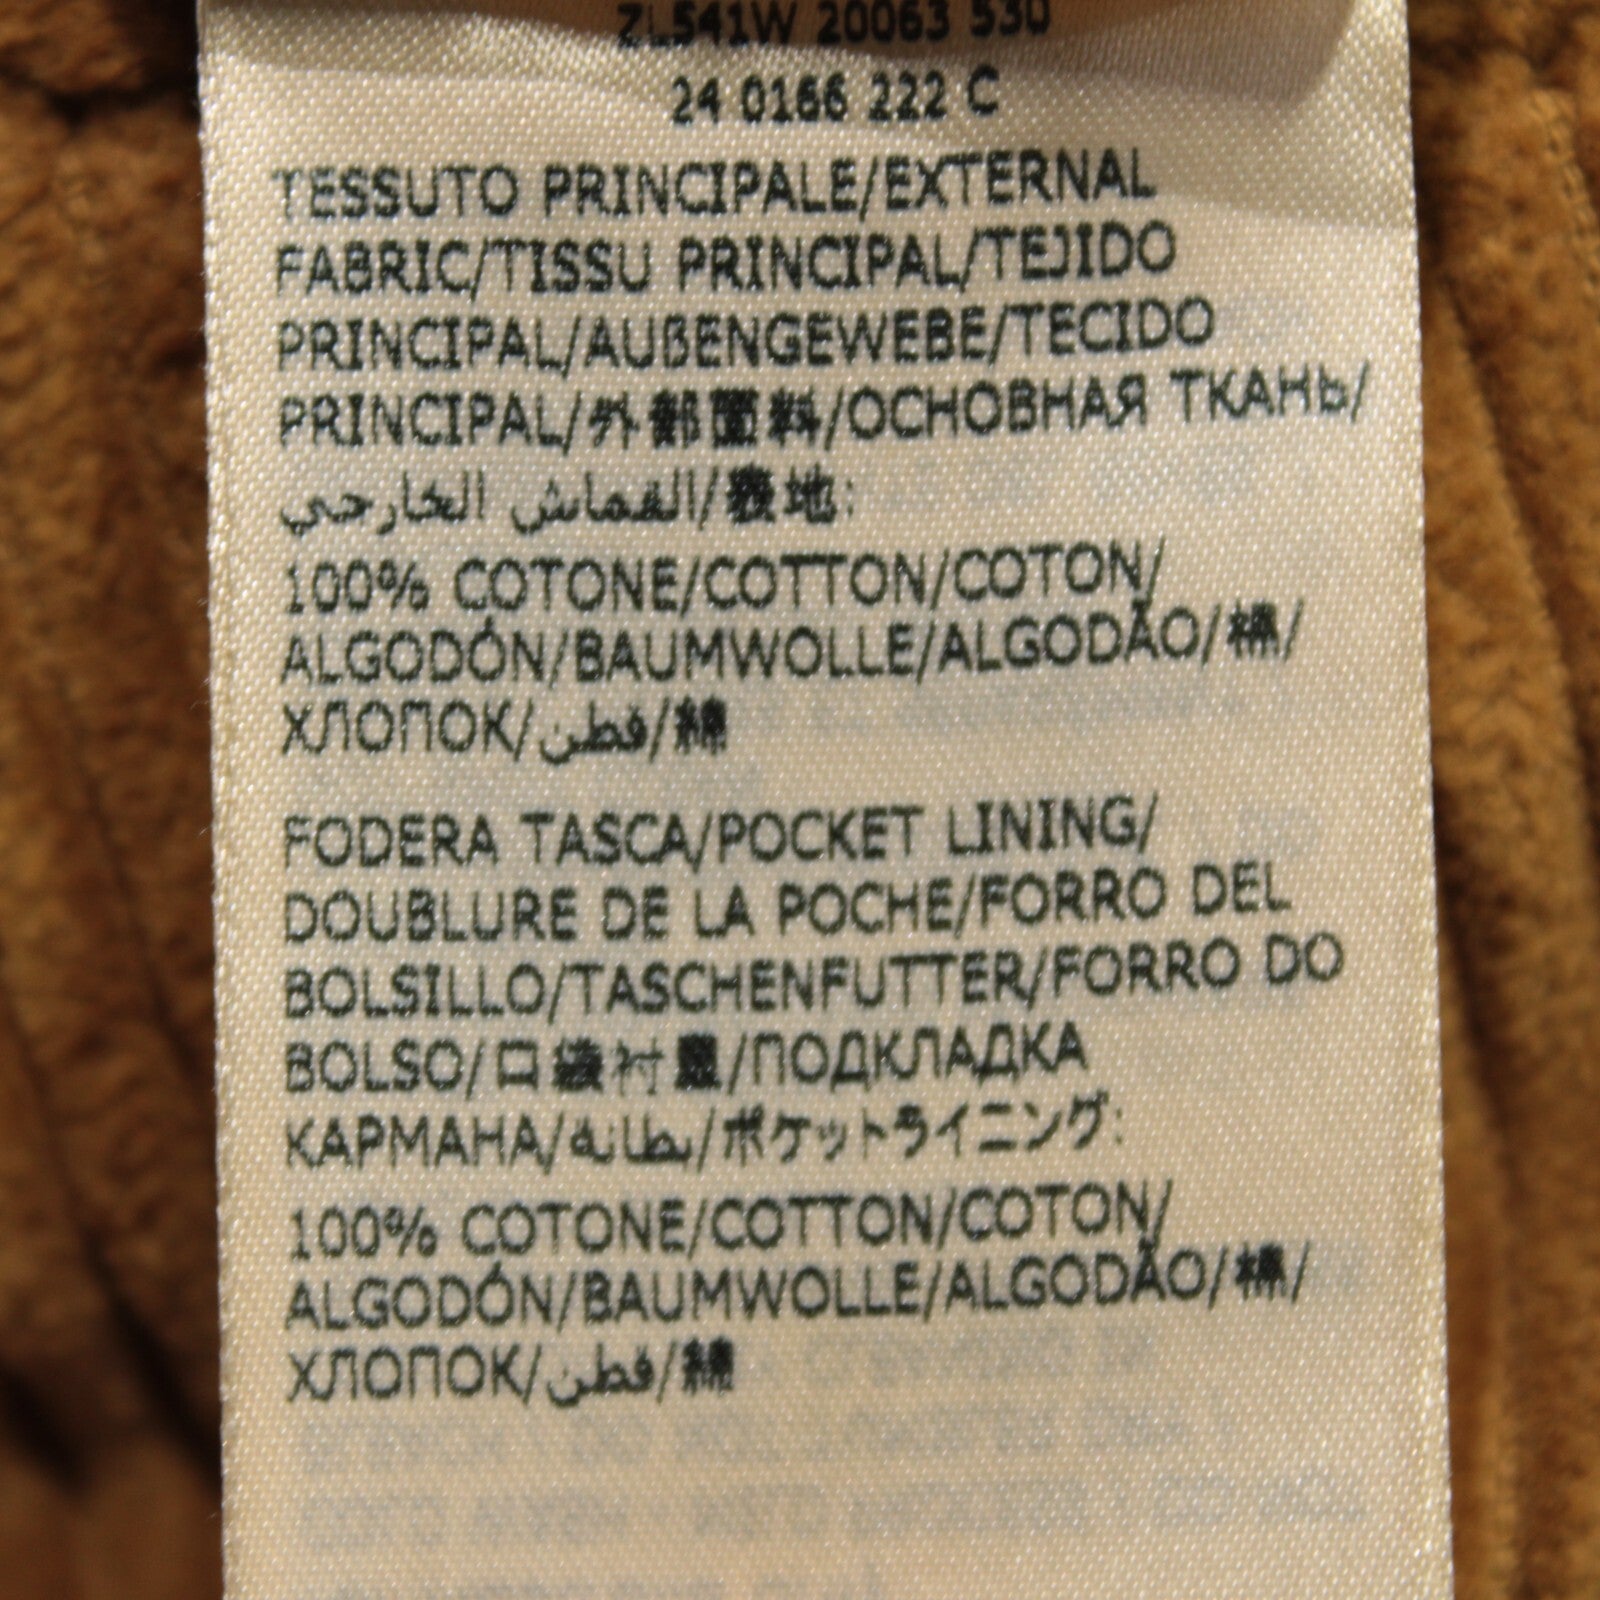 ZL541W 20063 530
24 0166 222 C
TESSUTO PRINCIPALE/EXTERNAL
FABRIC/TISSU PRINCIPAL/TEJIDO
PRINCIPAL/AUßENGEWEBE/TECIDO
PRINCIPAL/外部面料/ОСНОВНАЯ ТКАНЬ/
القماش الخارجي/表地:
100% COTONE/COTTON/COTON/
ALGODÓN/BAUMWOLLE/ALGODÃO/棉/
ХЛОПОК/قطن/綿
FODERA TASCA/POCKET LINING/
DOUBLURE DE LA POCHE/FORRO DEL
BOLSILLO/TASCHENFUTTER/FORRO DO
BOLSO/口袋衬里/ПОДКЛАДКА
КАРМАНА/بطانة/ポケットライニング:
100% COTONE/COTTON/COTON/
ALGODÓN/BAUMWOLLE/ALGODÃO/棉/
ХЛОПОК/قطن/綿